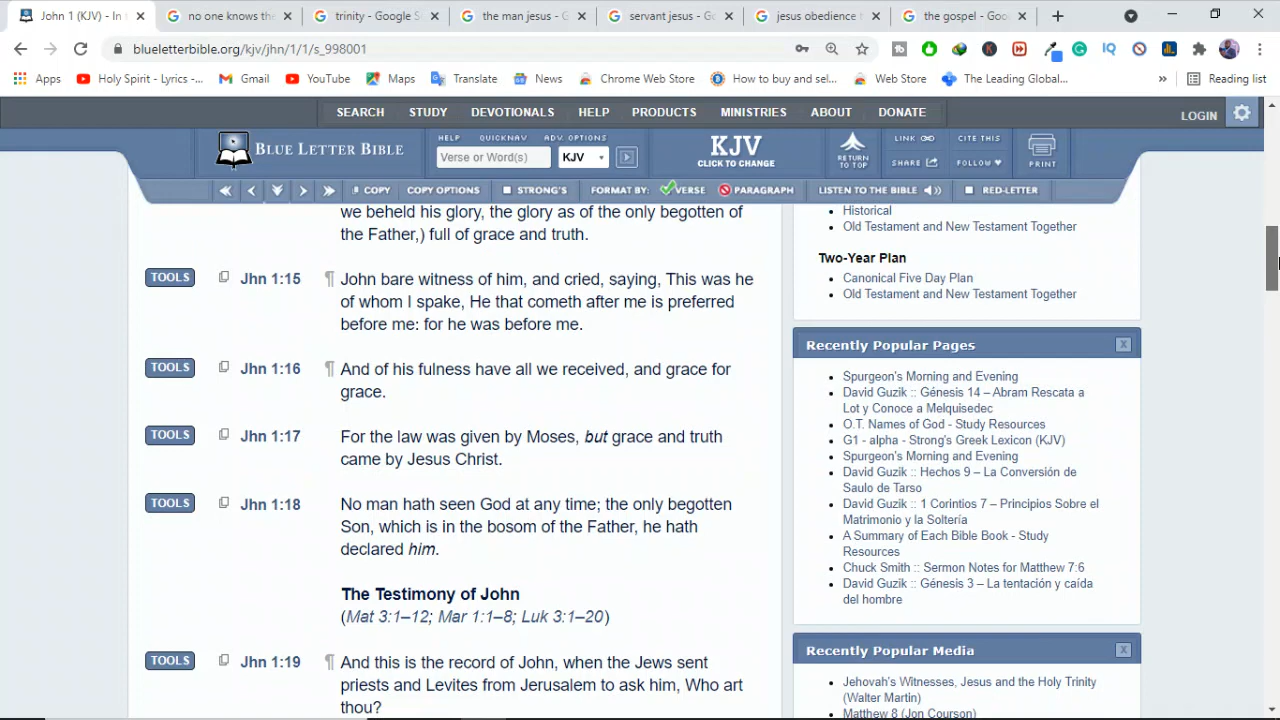 John 1 (KJV) - In t
no one knows the
trinity - Google S
the man jesus - G
servant jesus - Go
jesus obedience t
the gospel - Goo
blueletterbible.org/kjv/jhn/1/1/s_998001
Apps
Holy Spirit - Lyrics -...
Gmail
YouTube
Maps
Translate
News
Chrome Web Store
How to buy and sel...
Web Store
The Leading Global...
»
Reading list
SEARCH STUDY DEVOTIONALS HELP PRODUCTS MINISTRIES ABOUT DONATE
LOGIN
BLUE LETTER BIBLE
HELP QUICKNAV ADV. OPTIONS
Verse or Word(s)
KJV
KJV
CLICK TO CHANGE
RETURN
TO TOP
LINK
CITE THIS
SHARE
FOLLOW
PRINT
COPY COPY OPTIONS STRONG'S FORMAT BY: VERSE PARAGRAPH LISTEN TO THE BIBLE RED-LETTER
we beheld his glory, the glory as of the only begotten of
the Father,) full of grace and truth.
TOOLS Jhn 1:15 ¶ John bare witness of him, and cried, saying, This was he
of whom I spake, He that cometh after me is preferred
before me: for he was before me.
TOOLS Jhn 1:16 ¶ And of his fulness have all we received, and grace for
grace.
TOOLS Jhn 1:17 For the law was given by Moses, but grace and truth
came by Jesus Christ.
TOOLS Jhn 1:18 No man hath seen God at any time; the only begotten
Son, which is in the bosom of the Father, he hath
declared him.
The Testimony of John
(Mat 3:1–12; Mar 1:1–8; Luk 3:1–20)
TOOLS Jhn 1:19 ¶ And this is the record of John, when the Jews sent
priests and Levites from Jerusalem to ask him, Who art
thou?
Historical
Old Testament and New Testament Together
Two-Year Plan
Canonical Five Day Plan
Old Testament and New Testament Together
Recently Popular Pages
X
Spurgeon's Morning and Evening
David Guzik :: Génesis 14 – Abram Rescata a
Lot y Conoce a Melquisedec
O.T. Names of God - Study Resources
G1 - alpha - Strong's Greek Lexicon (KJV)
Spurgeon's Morning and Evening
David Guzik :: Hechos 9 – La Conversión de
Saulo de Tarso
David Guzik :: 1 Corintios 7 – Principios Sobre el
Matrimonio y la Soltería
A Summary of Each Bible Book - Study
Resources
Chuck Smith :: Sermon Notes for Matthew 7:6
David Guzik :: Génesis 3 – La tentación y caída
del hombre
Recently Popular Media
X
Jehovah's Witnesses, Jesus and the Holy Trinity
(Walter Martin)
Matthew 8 (Jon Courson)